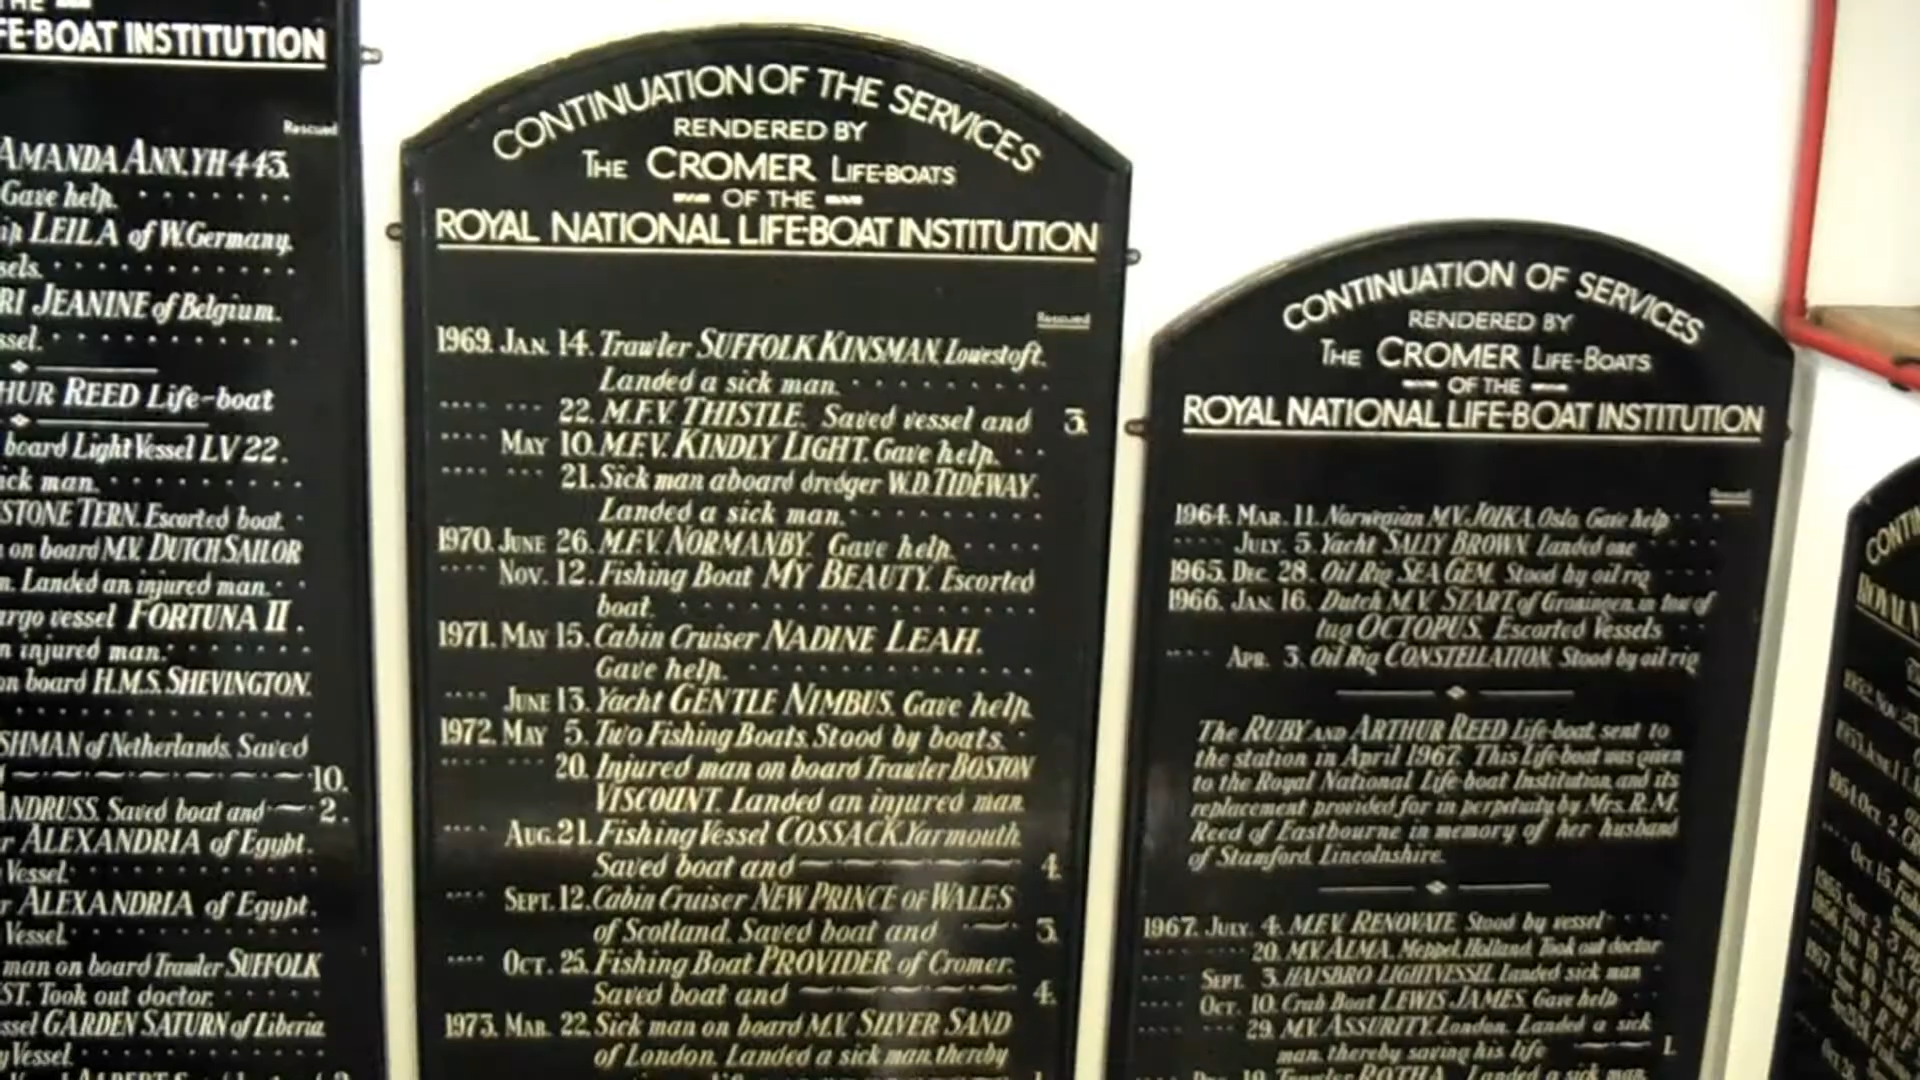 THE
FE-BOAT INSTITUTION
Rescued
AMANDA ANN. YH 443.
Gave help.
LEILA of W. Germany.
sels.
RI JEANINE of Belgium.
ssel.
HUR REED Life-boat
board Light Vessel LV 22.
ick man.
STONE TERN. Escorted boat.
on board M.V. DUTCH SAILOR
n. Landed an injured man.
argo vessel FORTUNA II.
n injured man.
on board H.M.S. SHEVINGTON.
SHMAN of Netherlands. Saved
10.
ANDRUSS. Saved boat and 2.
r ALEXANDRIA of Egypt.
Vessel.
r ALEXANDRIA of Egypt.
Vessel.
man on board Trawler SUFFOLK
ST. Took out doctor.
ssel GARDEN SATURN of Liberia
y Vessel.
CONTINUATION OF THE SERVICES
RENDERED BY
THE CROMER LIFE-BOATS
OF THE
ROYAL NATIONAL LIFE-BOAT INSTITUTION
Rescued
1969. JAN. 14. Trawler SUFFOLK KINSMAN, Lowestoft.
Landed a sick man.
22. M.F.V. THISTLE. Saved vessel and 3.
MAY 10. M.F.V. KINDLY LIGHT. Gave help.
21. Sick man aboard dredger W.D. TIDEWAY.
Landed a sick man.
1970. JUNE 26. M.F.V. NORMANBY. Gave help.
NOV. 12. Fishing Boat MY BEAUTY. Escorted
boat.
1971. MAY 15. Cabin Cruiser NADINE LEAH.
Gave help.
JUNE 13. Yacht GENTLE NIMBUS. Gave help.
1972. MAY 5. Two Fishing Boats. Stood by boats.
20. Injured man on board Trawler BOSTON
VISCOUNT. Landed an injured man
AUG. 21. Fishing Vessel COSSACK, Yarmouth
Saved boat and 4.
SEPT. 12. Cabin Cruiser NEW PRINCE OF WALES
of Scotland. Saved boat and 3.
OCT. 25. Fishing Boat PROVIDER of Cromer.
Saved boat and 4.
1973. MAR. 22. Sick man on board M.V. SILVER SAND
of London. Landed a sick man, thereby
CONTINUATION OF SERVICES
RENDERED BY
THE CROMER LIFE-BOATS
OF THE
ROYAL NATIONAL LIFE-BOAT INSTITUTION
1964. MAR. 11. Norwegian M.V. JOIKA, Oslo. Gave help
JULY. 5. Yacht SALLY BROWN. Landed one
1965. DEC. 28. Oil Rig SEA GEM. Stood by oil rig
1966. JAN. 16. Dutch M.V. START of Groningen, in tow of
tug OCTOPUS. Escorted Vessels
APR. 3. Oil Rig CONSTELLATION. Stood by oil rig
The RUBY AND ARTHUR REED Life-boat, sent to
the station in April 1967. This Life-boat was given
to the Royal National Life-boat Institution, and its
replacement provided for in perpetuity by Mrs. R.M.
Reed of Eastbourne in memory of her husband
of Stamford, Lincolnshire.
1967. JULY. 4. M.F.V. RENOVATE. Stood by vessel
20. M.V. ALMA, Meppel, Holland. Took out doctor
SEPT. 3. HAISBRO LIGHTVESSEL. Landed sick man
OCT. 10. Crab Boat LEWIS JAMES. Gave help
29. M.V. ASSURITY, London. Landed a sick
man, thereby saving his life 1.
DEC. 19. Trawler ROTHA. Landed a sick man